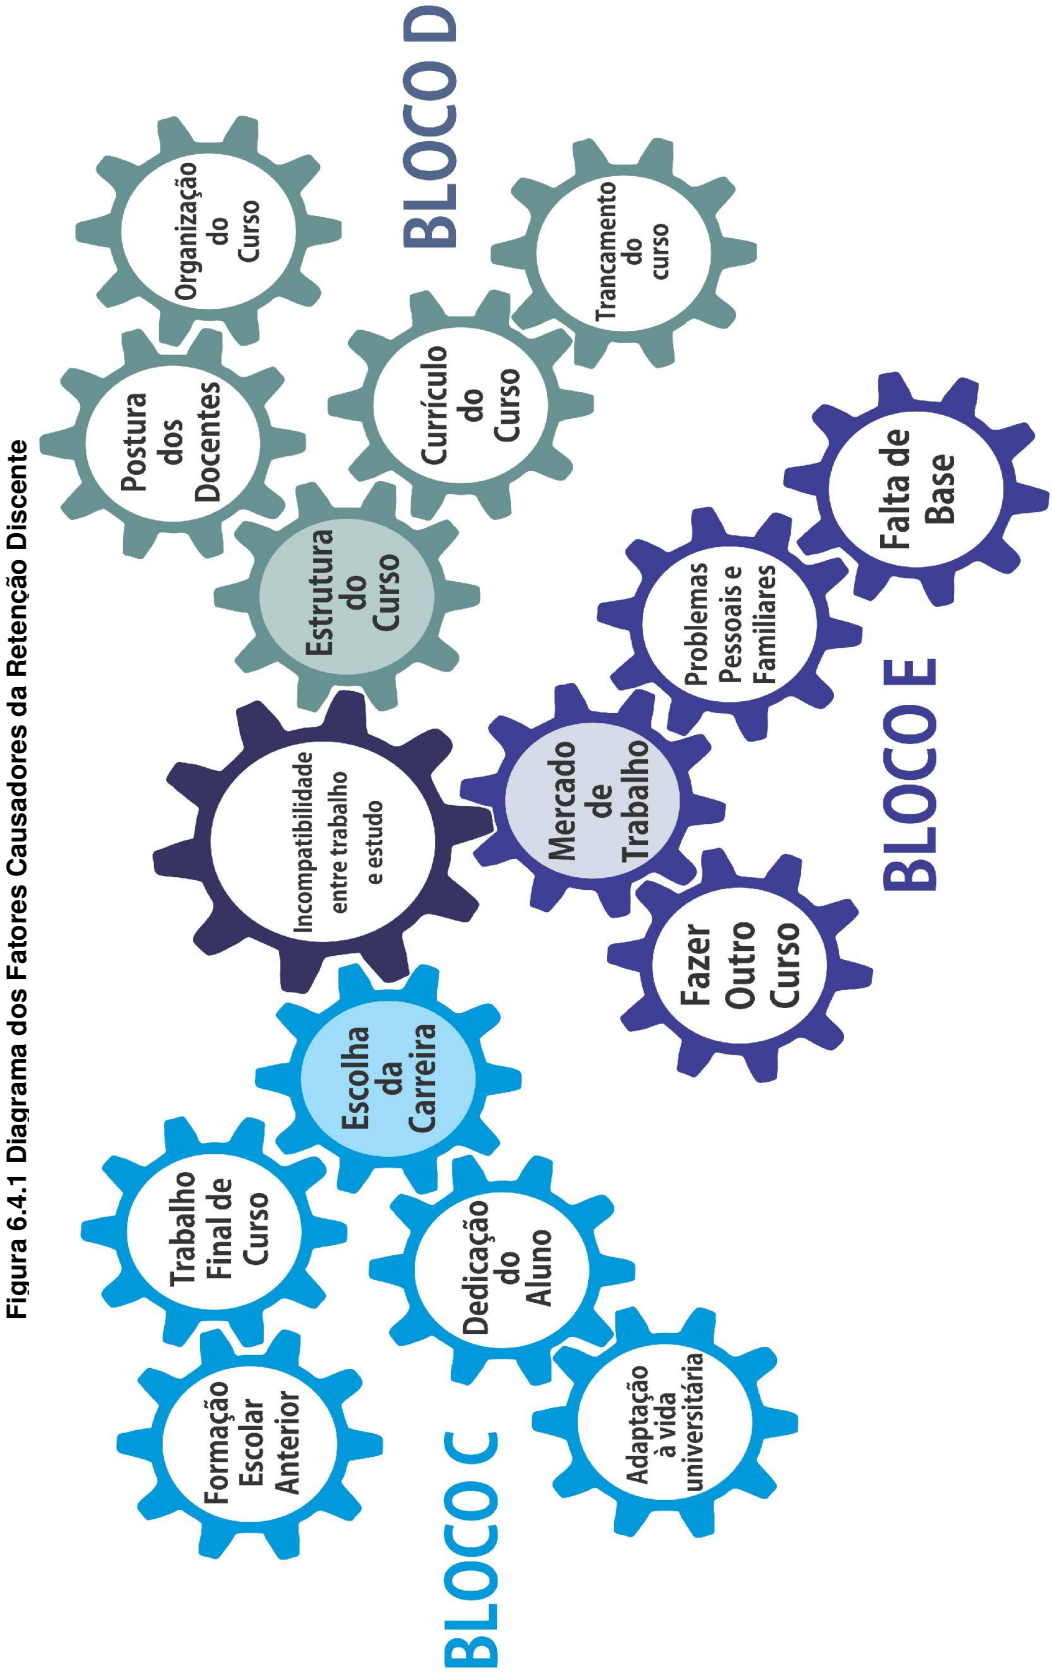 Figura 6.4.1 Diagrama dos Fatores Causadores da Retenção Discente
Formação
Escolar
Anterior
Trabalho
Final de
Curso
Escolha
da
Carreira
Dedicação
do
Aluno
Adaptação
à vida
universitária
BLOCO C
Incompatibilidade
entre trabalho
e estudo
Estrutura
do
Curso
Postura
dos
Docentes
Organização
do
Curso
Currículo
do
Curso
Trancamento
do
curso
BLOCO D
Mercado
de
Trabalho
Fazer
Outro
Curso
Problemas
Pessoais e
Familiares
Falta de
Base
BLOCO E